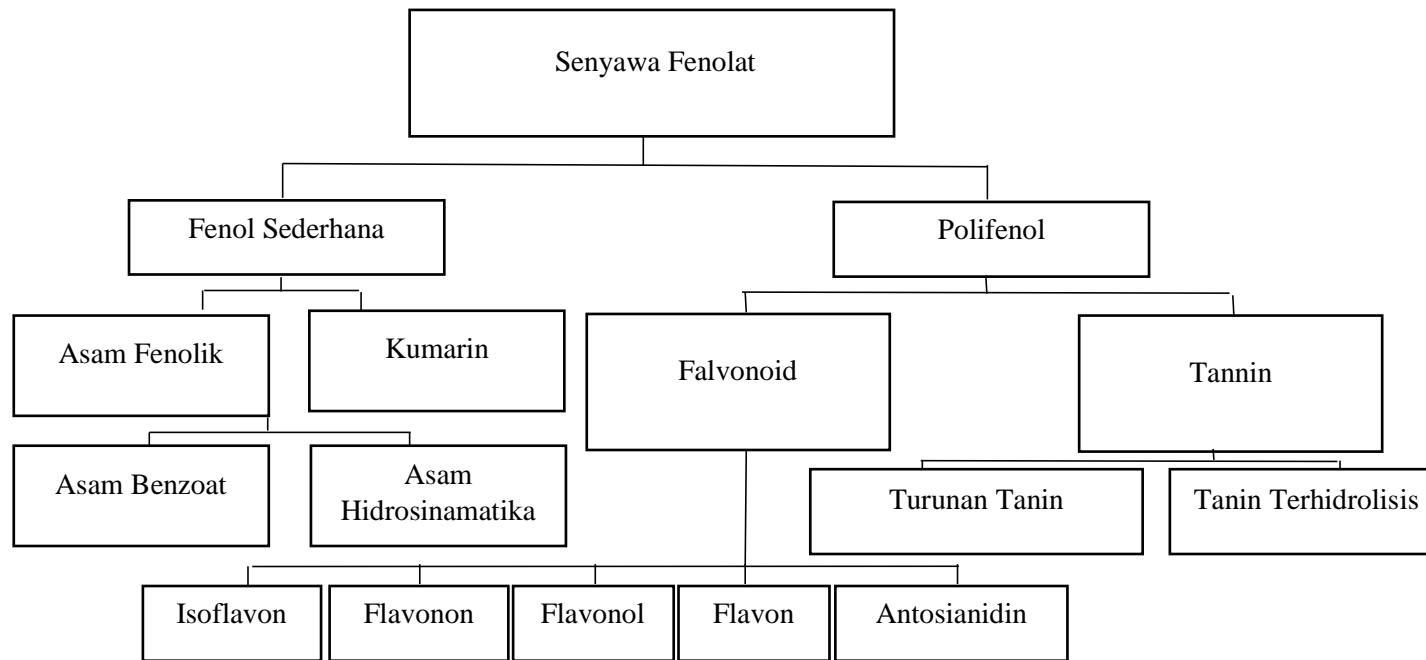 Senyawa Fenolat
Fenol Sederhana
Polifenol
Asam Fenolik
Kumarin
Falvonoid
Tannin
Asam Benzoat
Asam
Hidrosinamatika
Turunan Tanin
Tanin Terhidrolisis
Isoflavon
Flavonon
Flavonol
Flavon
Antosianidin